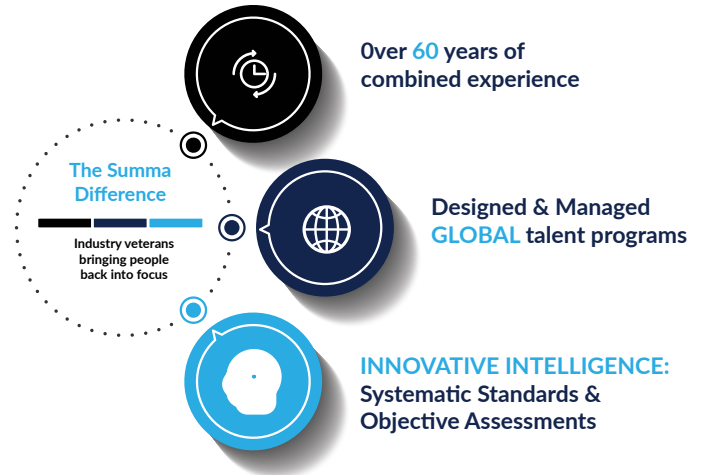 The Summa
Difference
Industry veterans
bringing people
back into focus
Over 60 years of
combined experience
Designed & Managed
GLOBAL talent programs
INNOVATIVE INTELLIGENCE:
Systematic Standards &
Objective Assessments